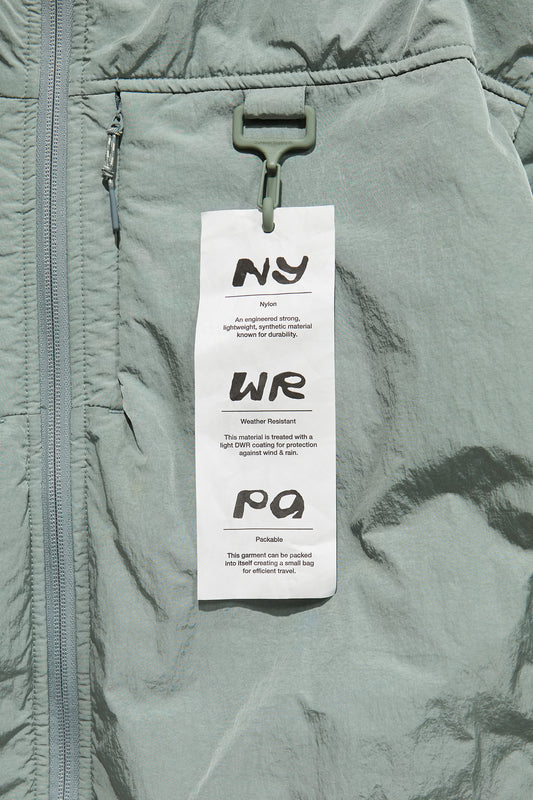 NY
Nylon
An engineered strong,
lightweight, synthetic material
known for durability.
WR
Weather Resistant
This material is treated with a
light DWR coating for protection
against wind & rain.
Pa
Packable
This garment can be packed
into itself creating a small bag
for efficient travel.